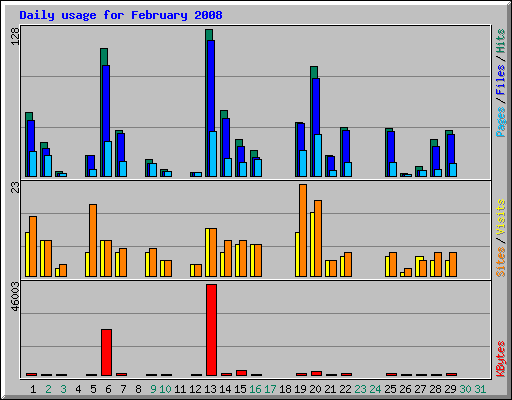 Daily usage for February 2008
128
Pages / Files / Hits
23
Sites / Visits
46003
KBytes
1 2 3 4 5 6 7 8 9 10 11 12 13 14 15 16 17 18 19 20 21 22 23 24 25 26 27 28 29 30 31